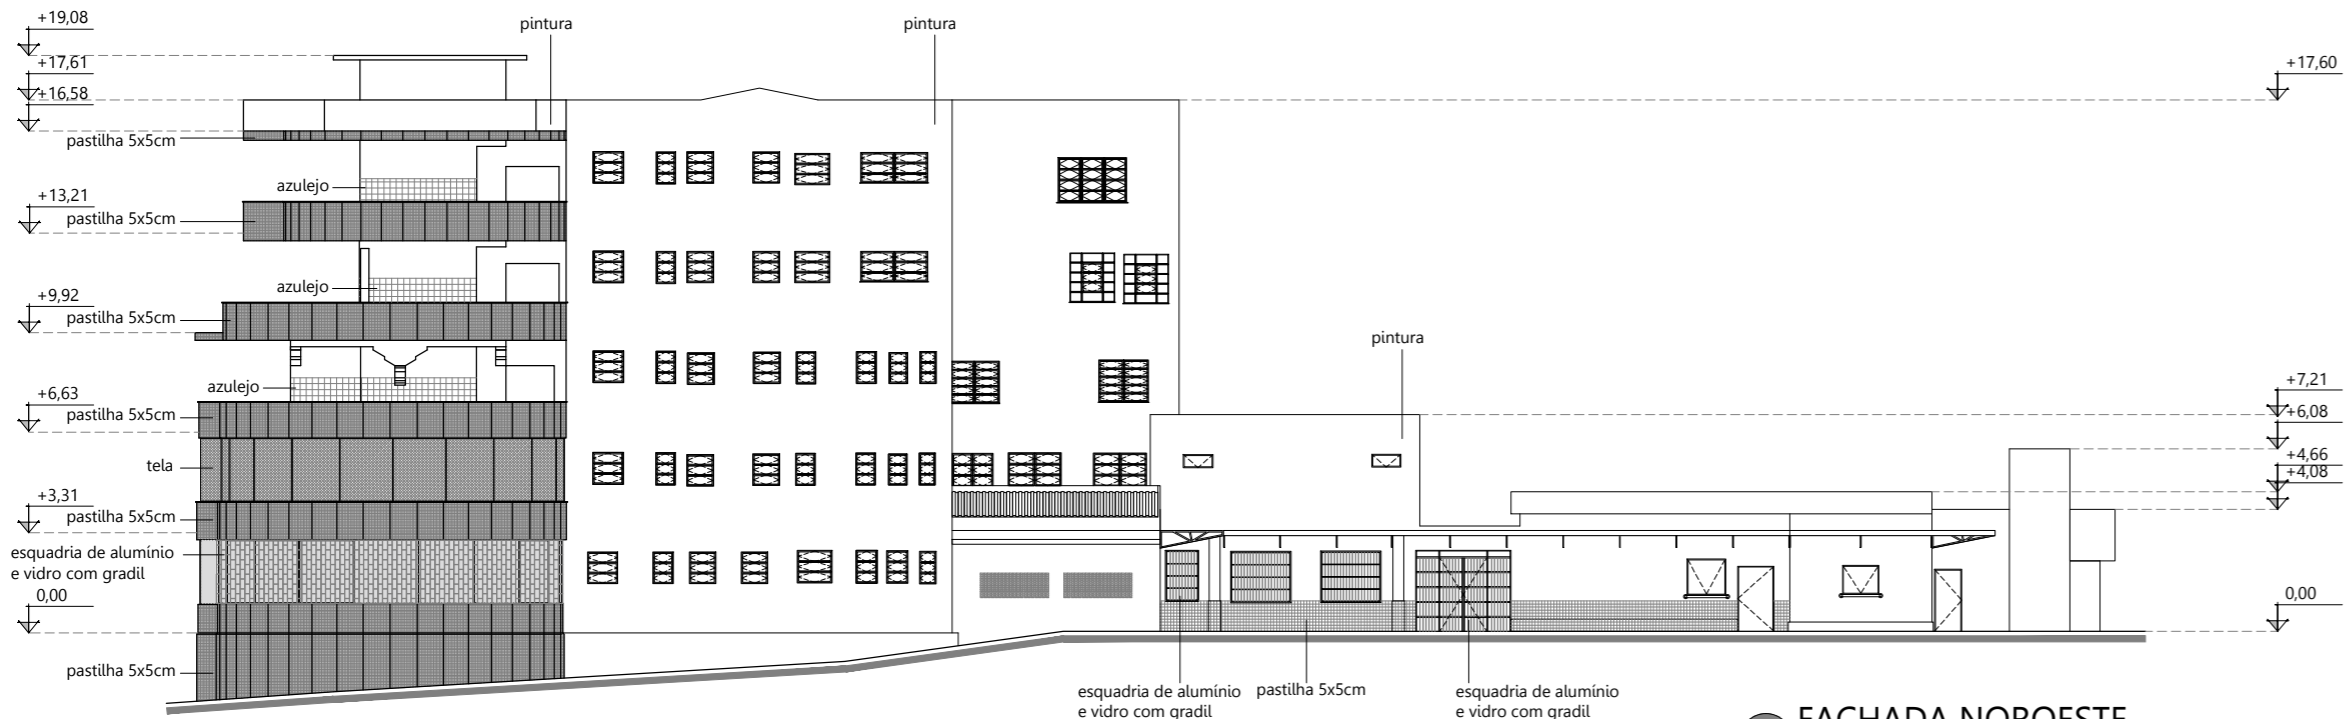 +19,08
pintura
pintura
+17,61
+17,60
+16,58
pastilha 5x5cm
azulejo
+13,21
pastilha 5x5cm
azulejo
+9,92
pastilha 5x5cm
pintura
azulejo
+7,21
+6,63
pastilha 5x5cm
+6,08
tela
+4,66
+4,08
+3,31
pastilha 5x5cm
esquadria de alumínio
e vidro com gradil
0,00
0,00
pastilha 5x5cm
esquadria de alumínio
e vidro com gradil
pastilha 5x5cm
esquadria de alumínio
e vidro com gradil
FACHADA NOROESTE